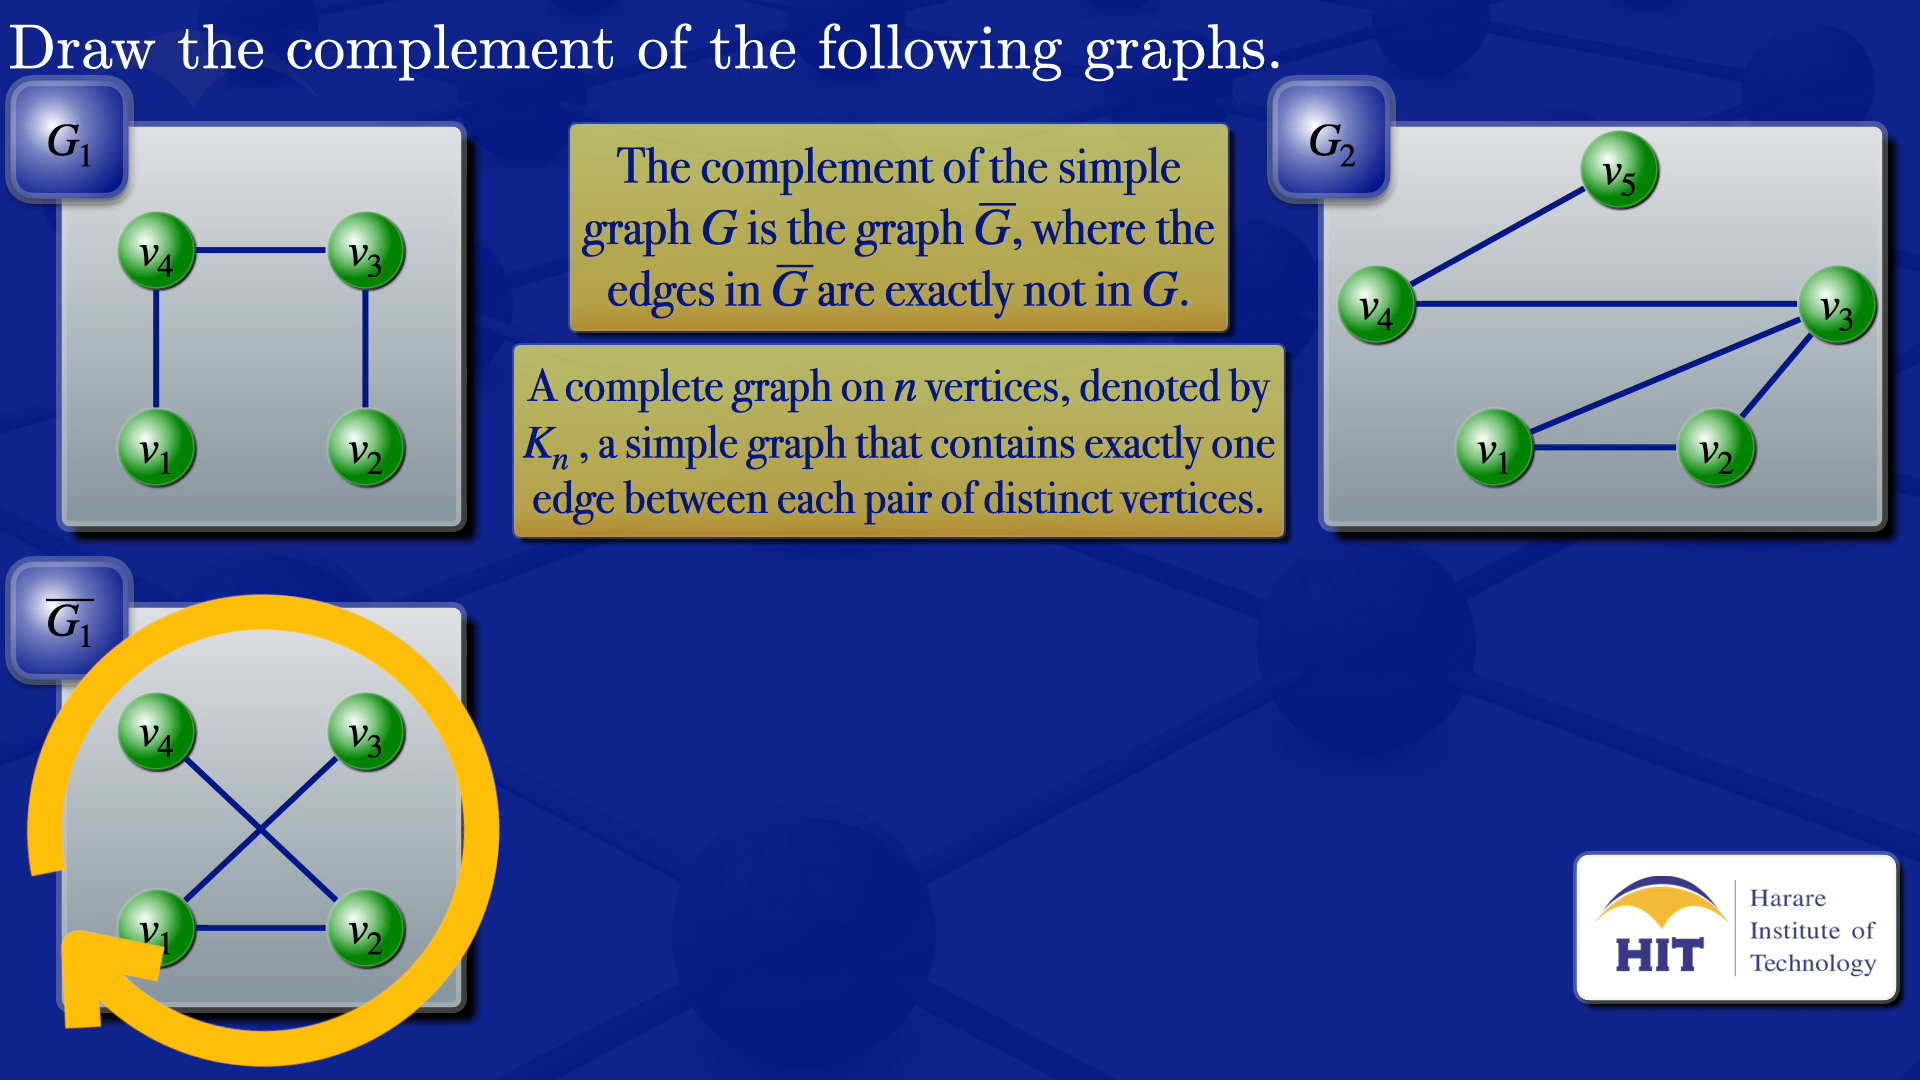 Draw the complement of the following graphs.
G₁
v₄
v₃
v₁
v₂
The complement of the simple
graph G is the graph G̅, where the
edges in G̅ are exactly not in G.
A complete graph on n vertices, denoted by
Kₙ , a simple graph that contains exactly one
edge between each pair of distinct vertices.
G₂
v₅
v₄
v₃
v₁
v₂
G̅₁
v₄
v₃
v₁
v₂
HIT
Harare
Institute of
Technology